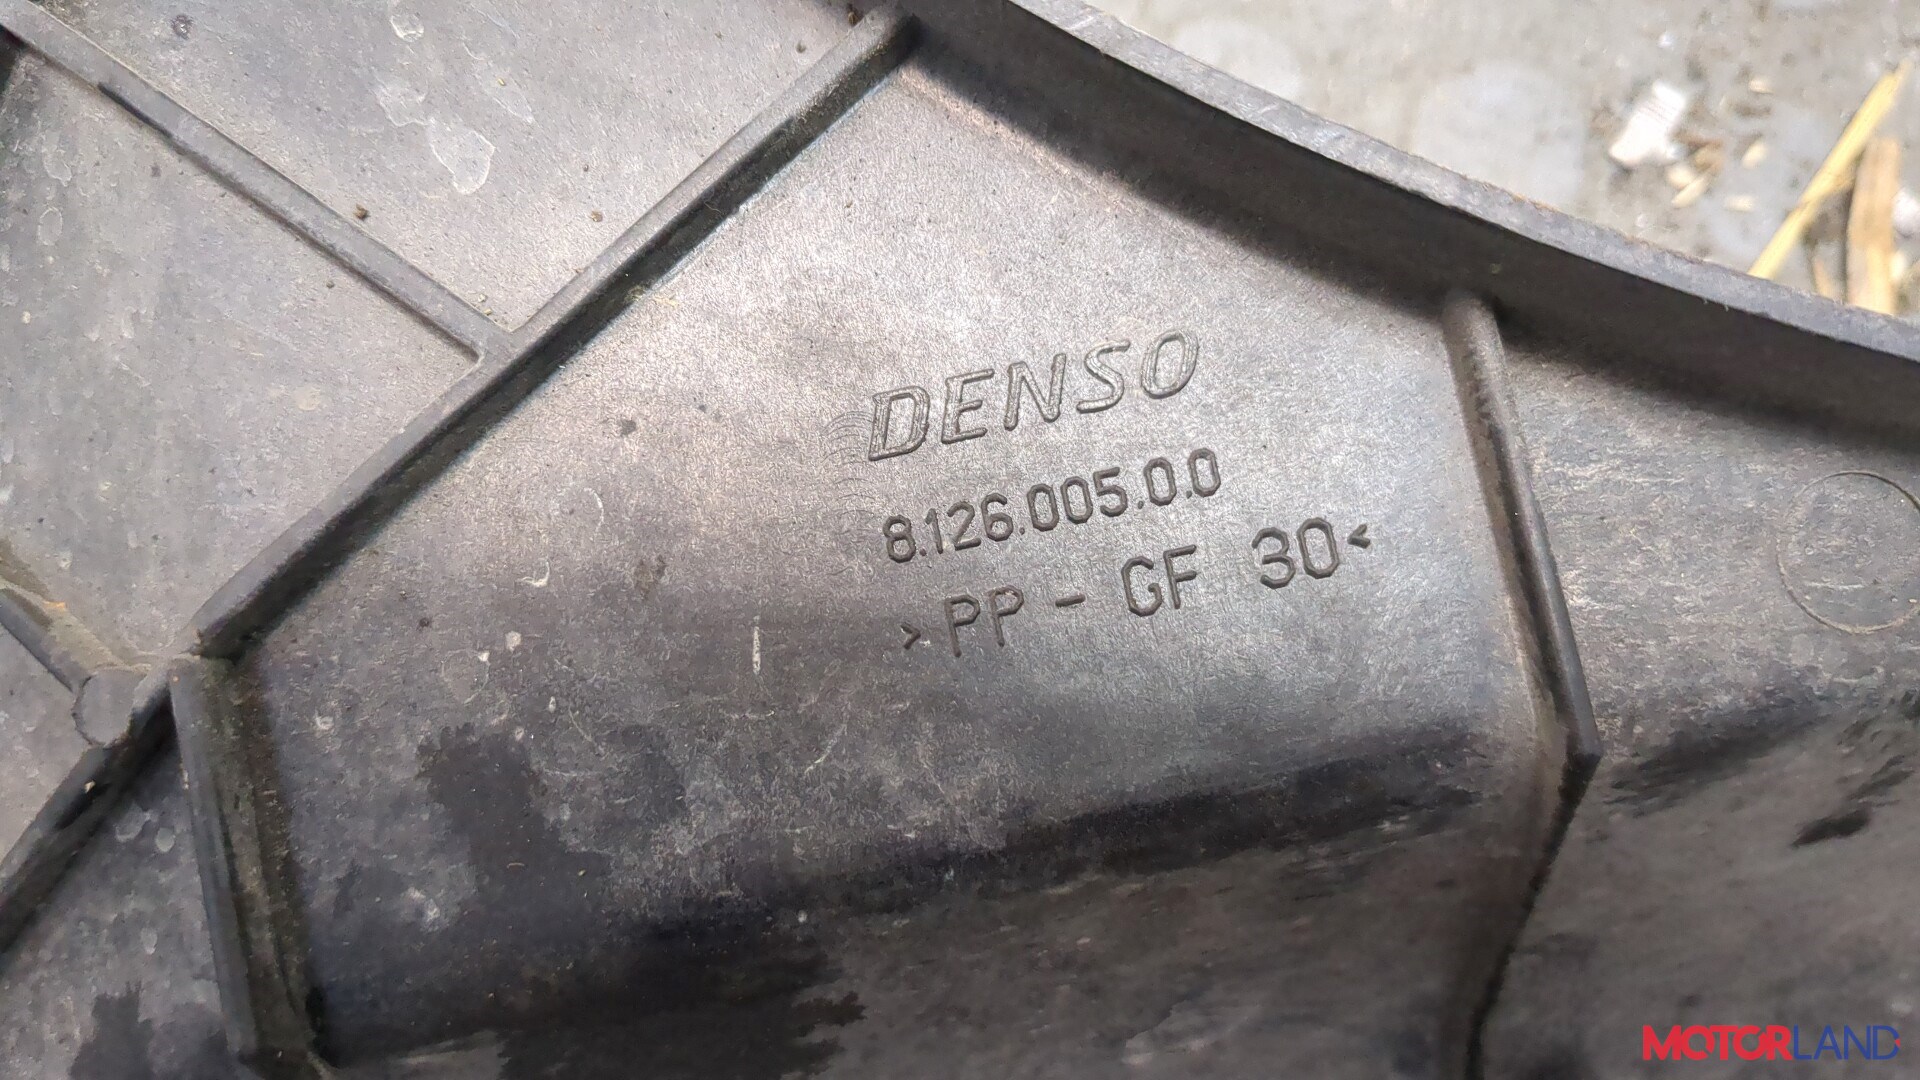 DENSO
8.126.005.0.0
>PP - GF 30<
MOTORLAND